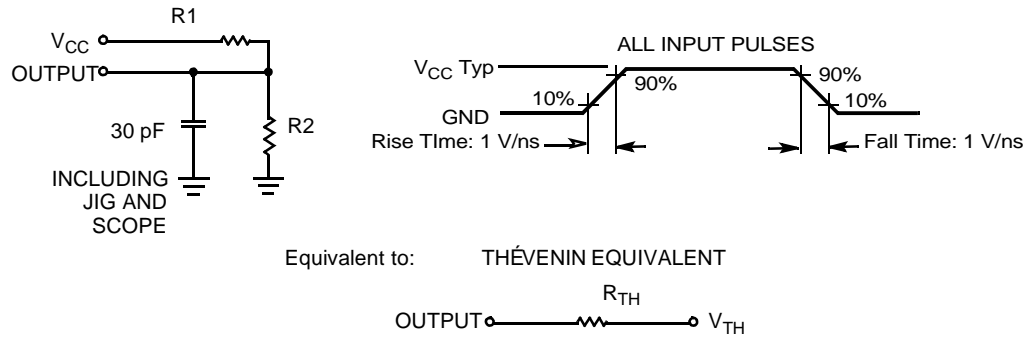 R1
VCC
OUTPUT
30 pF
R2
INCLUDING
JIG AND
SCOPE
ALL INPUT PULSES
VCC Typ
GND
10%
90%
90%
10%
Rise TIme: 1 V/ns
Fall Time: 1 V/ns
Equivalent to:
THÉVENIN EQUIVALENT
RTH
OUTPUT
VTH